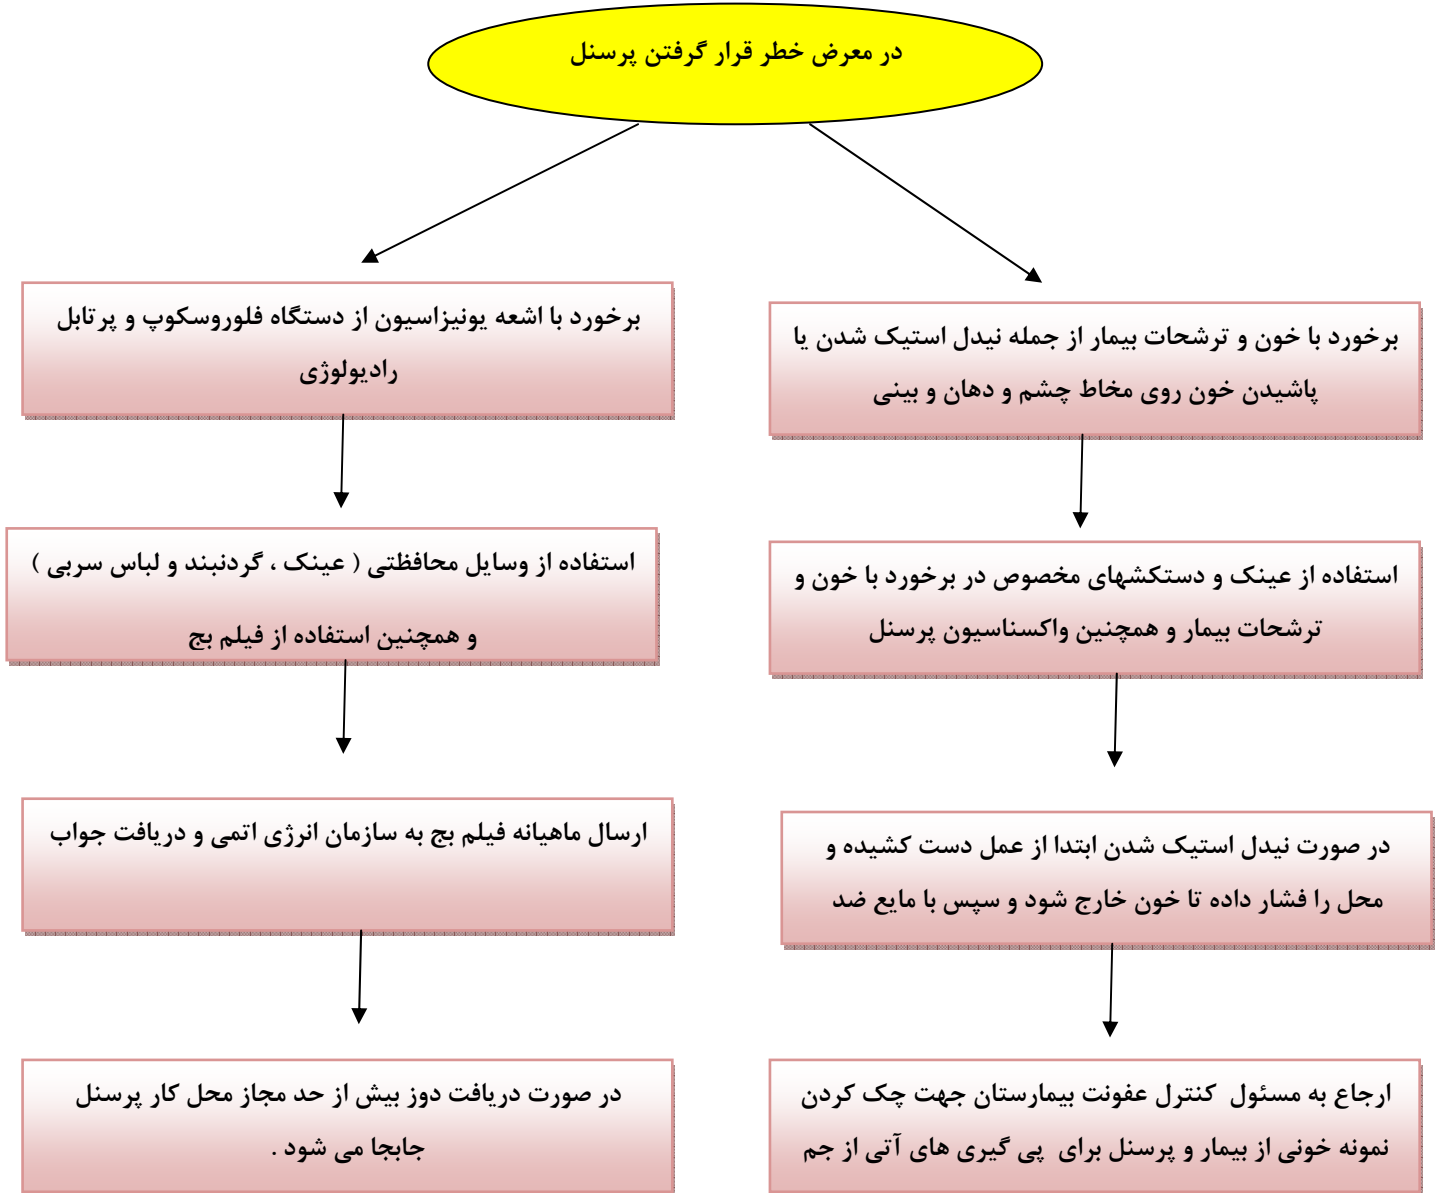 در معرض خطر قرار گرفتن پرسنل
برخورد با خون و ترشحات بیمار از جمله نیدل استیک شدن یا
پاشیدن خون روی مخاط چشم و دهان و بینی
استفاده از عینک و دستکشهای مخصوص در برخورد با خون و
ترشحات بیمار و همچنین واکسناسیون پرسنل
در صورت نیدل استیک شدن ابتدا از عمل دست کشیده و
محل را فشار داده تا خون خارج شود و سپس با مایع ضد
ارجاع به مسئول کنترل عفونت بیمارستان جهت چک کردن
نمونه خونی از بیمار و پرسنل برای پی گیری های آتی از جم
برخورد با اشعه یونیزاسیون از دستگاه فلوروسکوپ و پرتابل
رادیولوژی
استفاده از وسایل محافظتی ( عینک ، گردنبند و لباس سربی )
و همچنین استفاده از فیلم بج
ارسال ماهیانه فیلم بج به سازمان انرژی اتمی و دریافت جواب
در صورت دریافت دوز بیش از حد مجاز محل کار پرسنل
جابجا می شود .